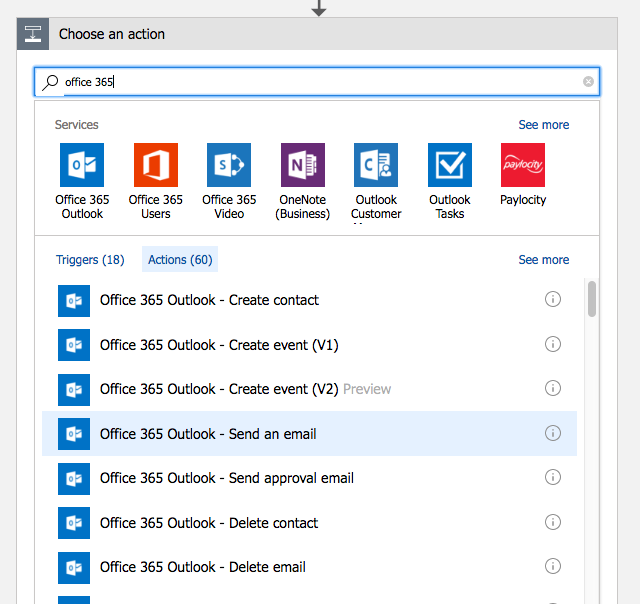 Choose an action
office 365
Services
See more
Office 365 Outlook
Office 365 Users
Office 365 Video
OneNote (Business)
Outlook Customer
Outlook Tasks
Paylocity
paylocity
Triggers (18)
Actions (60)
See more
Office 365 Outlook - Create contact
Office 365 Outlook - Create event (V1)
Office 365 Outlook - Create event (V2) Preview
Office 365 Outlook - Send an email
Office 365 Outlook - Send approval email
Office 365 Outlook - Delete contact
Office 365 Outlook - Delete email